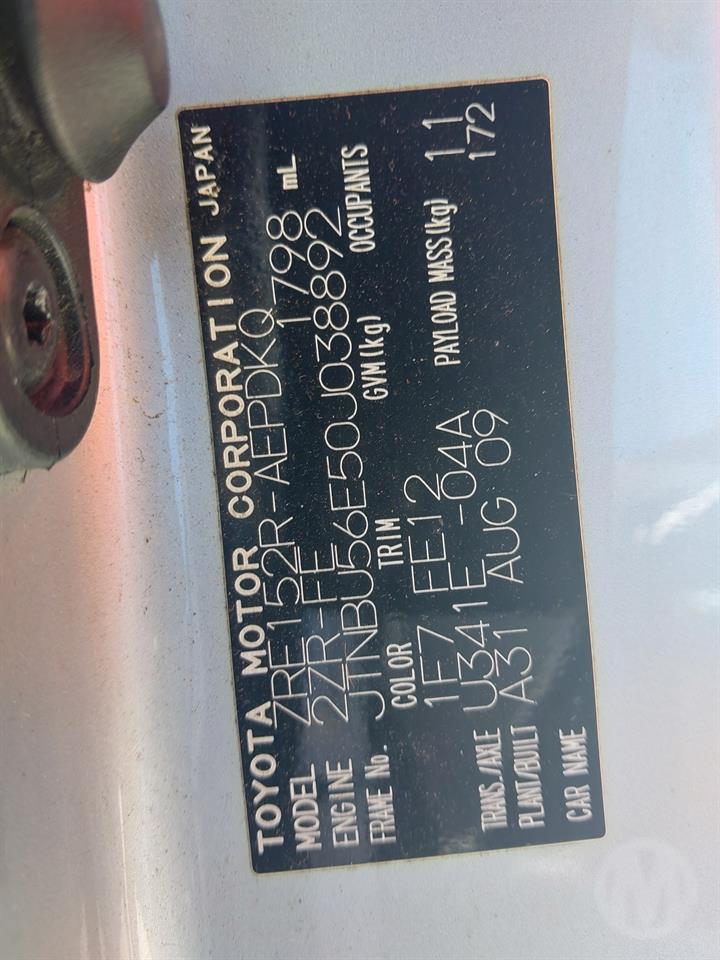 TOYOTA MOTOR CORPORATION JAPAN
MODEL ZRE152R-AEPDKQ
ENGINE 2ZR-FE 1798 mL
FRAME No. JTNBU56E50J038892
COLOR TRIM GVM(kg) OCCUPANTS
1F7 FE12
TRANS./AXLE U341E -04A PAYLOAD MASS(kg) 11
PLANT/BUILT A31 AUG 09 172
CAR NAME
M